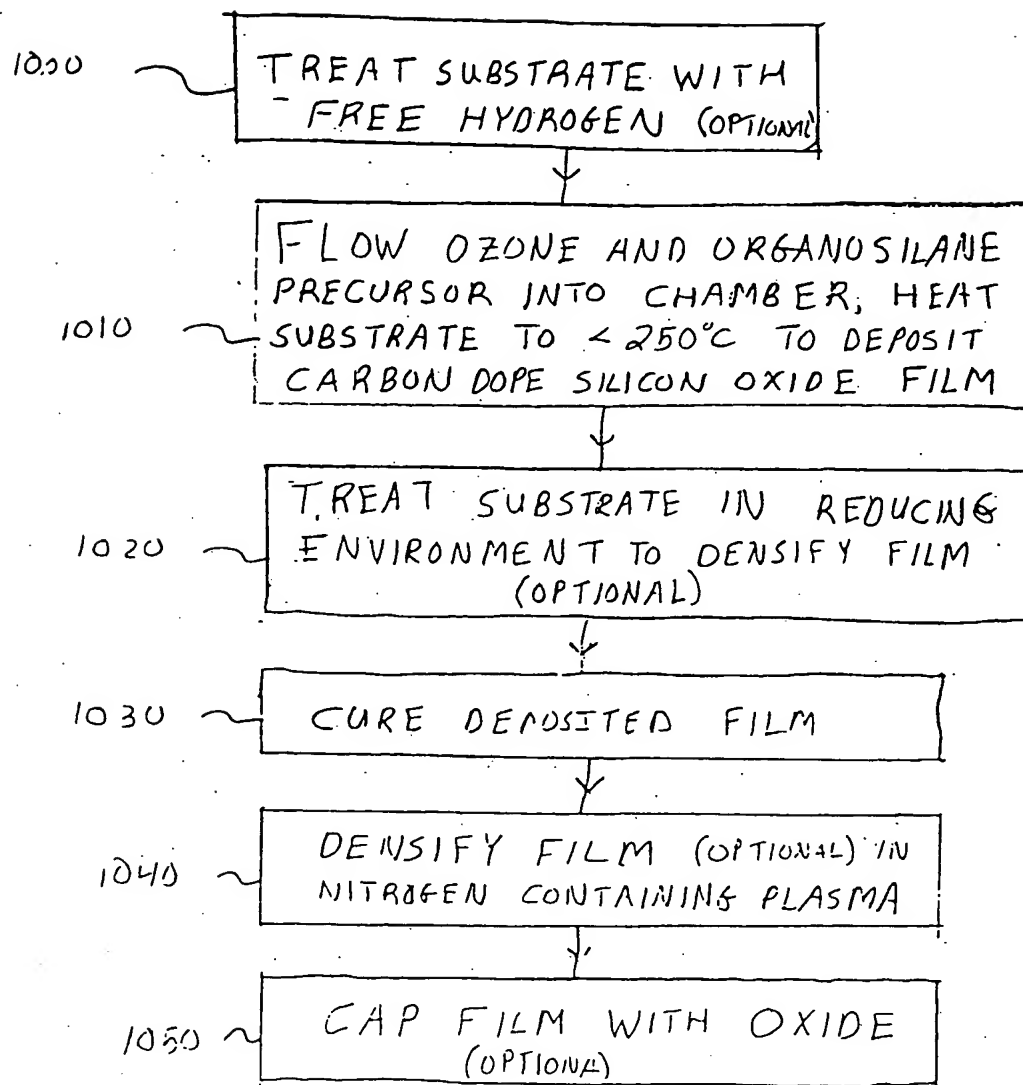 1000
TREAT SUBSTRATE WITH
FREE HYDROGEN (OPTIONAL)
FLOW OZONE AND ORGANOSILANE
PRECURSOR INTO CHAMBER, HEAT
1010
SUBSTRATE TO < 250°C TO DEPOSIT
CARBON DOPE SILICON OXIDE FILM
TREAT SUBSTRATE IN REDUCING
1020
ENVIRONMENT TO DENSIFY FILM
(OPTIONAL)
1030
CURE DEPOSITED FILM
DENSIFY FILM (OPTIONAL) IN
1040
NITROGEN CONTAINING PLASMA
1050
CAP FILM WITH OXIDE
(OPTIONAL)